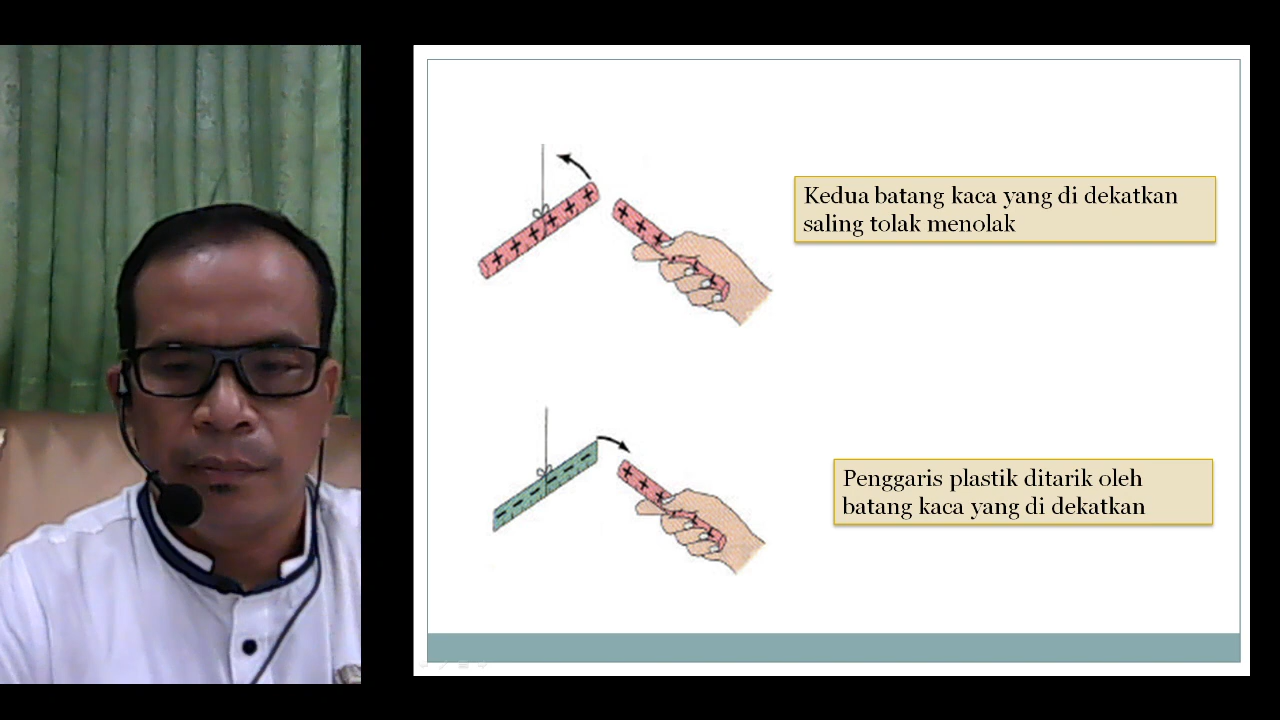 Kedua batang kaca yang di dekatkan
saling tolak menolak
Penggaris plastik ditarik oleh
batang kaca yang di dekatkan